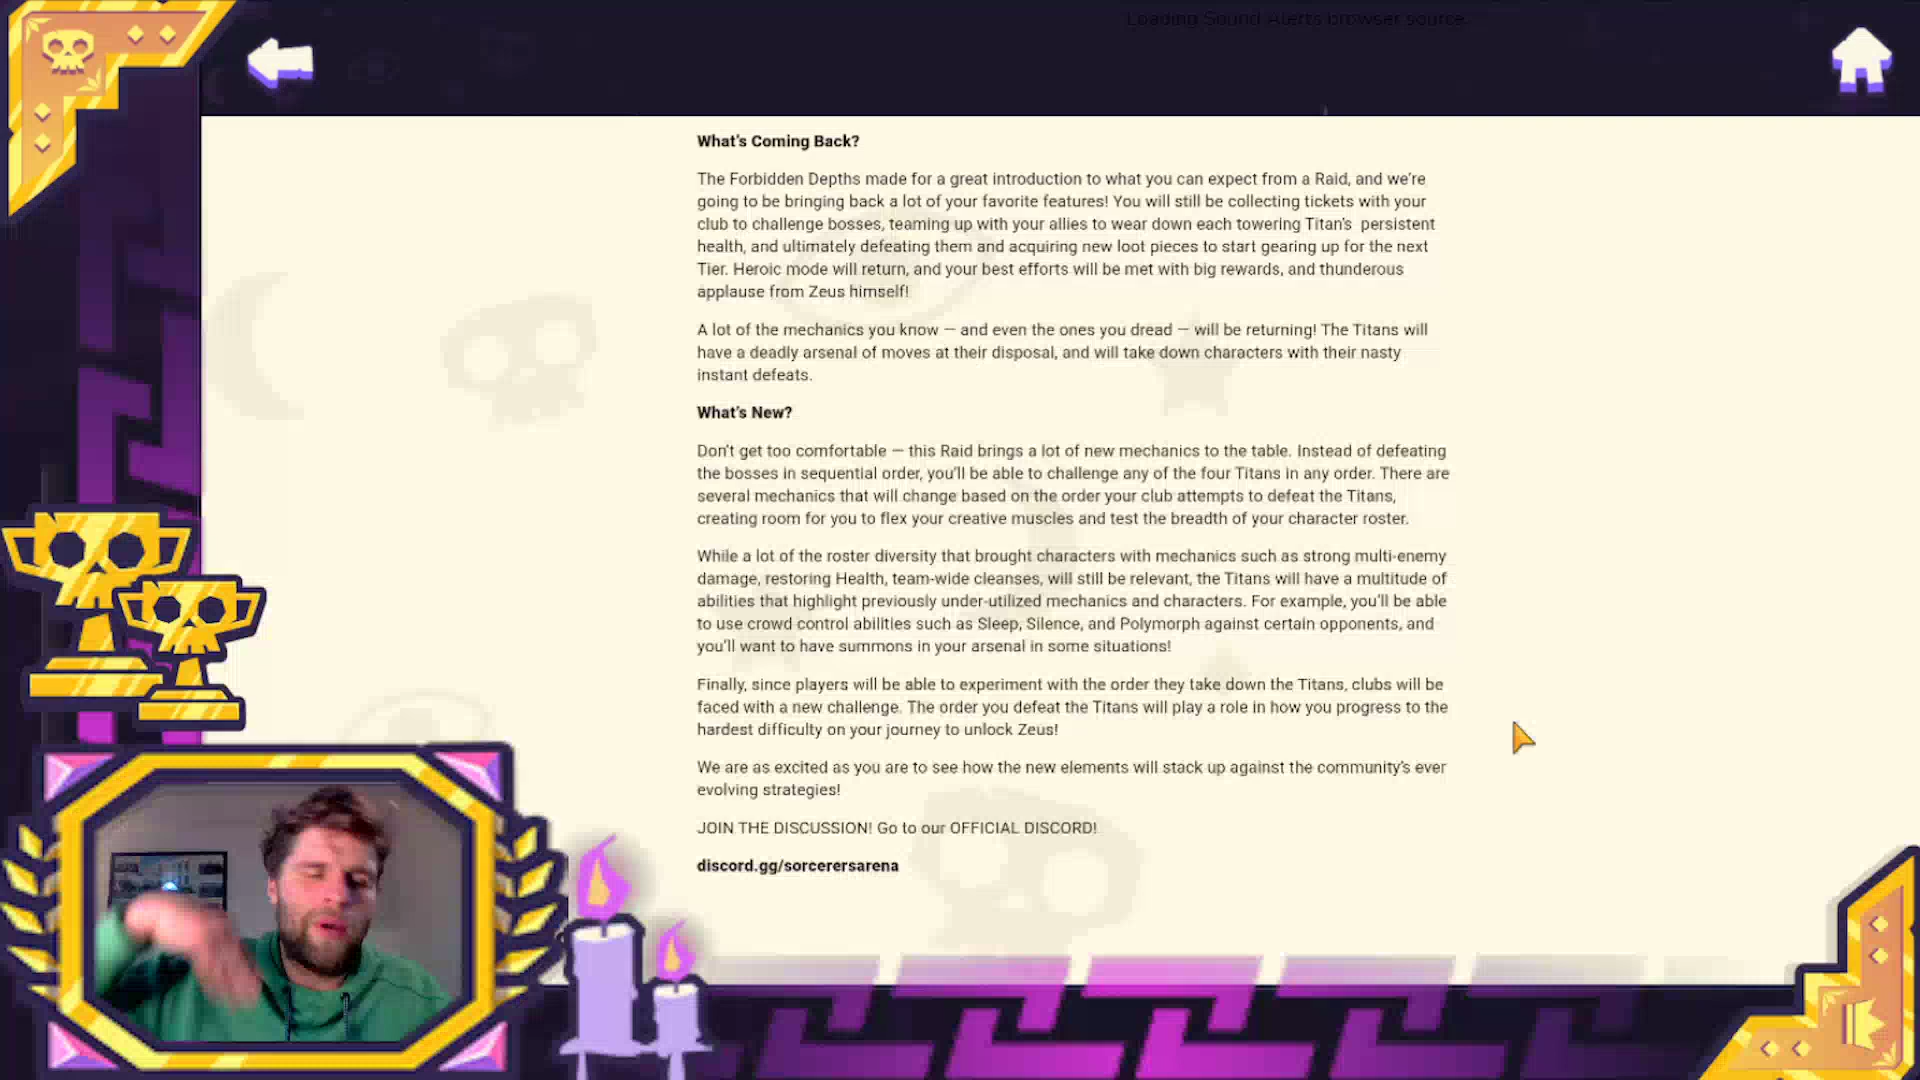 Loading Sound Alerts browser source
What's Coming Back?
The Forbidden Depths made for a great introduction to what you can expect from a Raid, and we're
going to be bringing back a lot of your favorite features! You will still be collecting tickets with your
club to challenge bosses, teaming up with your allies to wear down each towering Titan's persistent
health, and ultimately defeating them and acquiring new loot pieces to start gearing up for the next
Tier. Heroic mode will return, and your best efforts will be met with big rewards, and thunderous
applause from Zeus himself!
A lot of the mechanics you know — and even the ones you dread — will be returning! The Titans will
have a deadly arsenal of moves at their disposal, and will take down characters with their nasty
instant defeats.
What's New?
Don't get too comfortable — this Raid brings a lot of new mechanics to the table. Instead of defeating
the bosses in sequential order, you'll be able to challenge any of the four Titans in any order. There are
several mechanics that will change based on the order your club attempts to defeat the Titans,
creating room for you to flex your creative muscles and test the breadth of your character roster.
While a lot of the roster diversity that brought characters with mechanics such as strong multi-enemy
damage, restoring Health, team-wide cleanses, will still be relevant, the Titans will have a multitude of
abilities that highlight previously under-utilized mechanics and characters. For example, you'll be able
to use crowd control abilities such as Sleep, Silence, and Polymorph against certain opponents, and
you'll want to have summons in your arsenal in some situations!
Finally, since players will be able to experiment with the order they take down the Titans, clubs will be
faced with a new challenge. The order you defeat the Titans will play a role in how you progress to the
hardest difficulty on your journey to unlock Zeus!
We are as excited as you are to see how the new elements will stack up against the community's ever
evolving strategies!
JOIN THE DISCUSSION! Go to our OFFICIAL DISCORD!
discord.gg/sorcerersarena